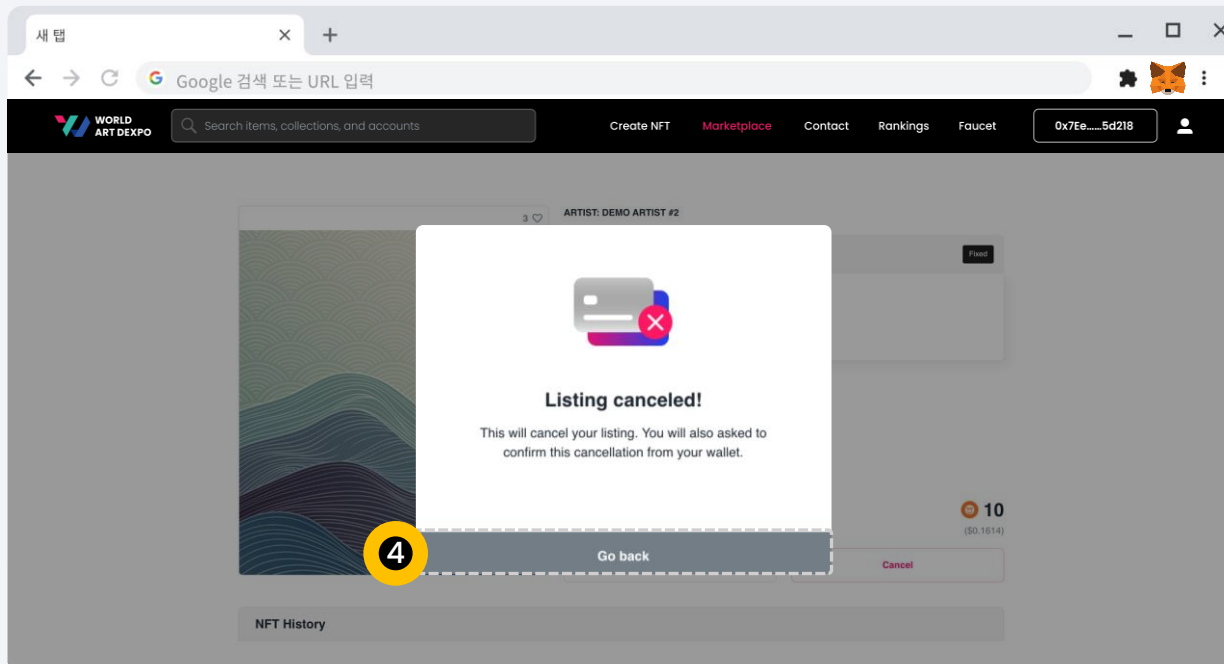 새 탭
Google 검색 또는 URL 입력
WORLD
ART DEXPO
Search items, collections, and accounts
Create NFT
Marketplace
Contact
Rankings
Faucet
0x7Ee......5d218
3
ARTIST: DEMO ARTIST #2
Fixed
Listing canceled!
This will cancel your listing. You will also asked to
confirm this cancellation from your wallet.
10
($0.1614)
4
Go back
Cancel
NFT History